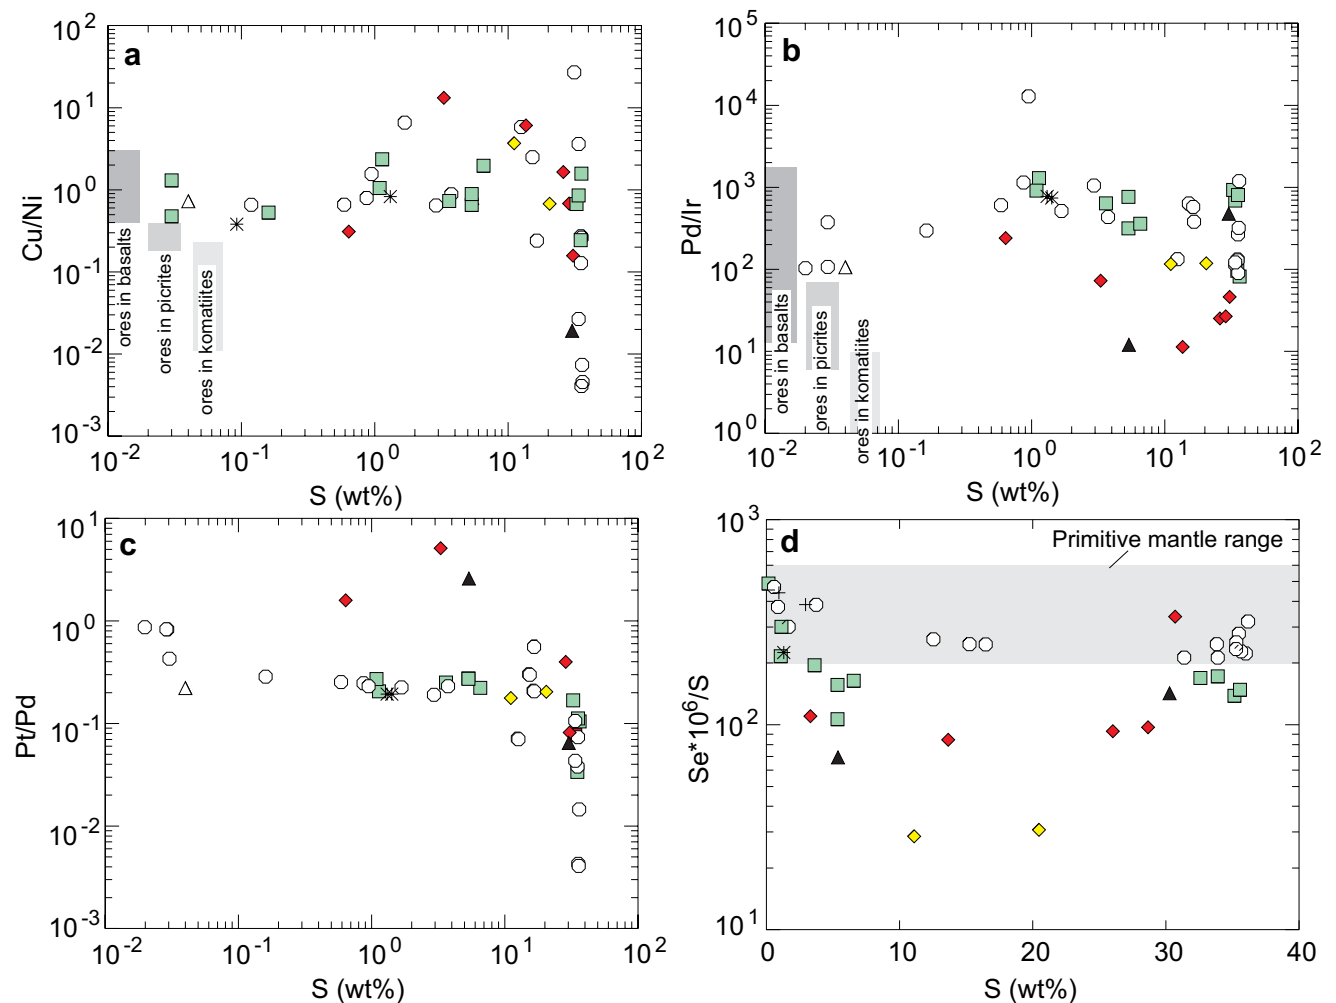 a
10^2
10^1
10^0
10^-1
10^-2
10^-3
Cu/Ni
ores in basalts
ores in picrites
ores in komatiites
10^-2 10^-1 10^0 10^1 10^2
S (wt%)
b
10^5
10^4
10^3
10^2
10^1
10^0
Pd/Ir
ores in basalts
ores in picrites
ores in komatiites
10^-2 10^-1 10^0 10^1 10^2
S (wt%)
c
10^1
10^0
10^-1
10^-2
10^-3
Pt/Pd
10^-2 10^-1 10^0 10^1 10^2
S (wt%)
d
Primitive mantle range
10^3
10^2
10^1
Se*10^6/S
0 10 20 30 40
S (wt%)